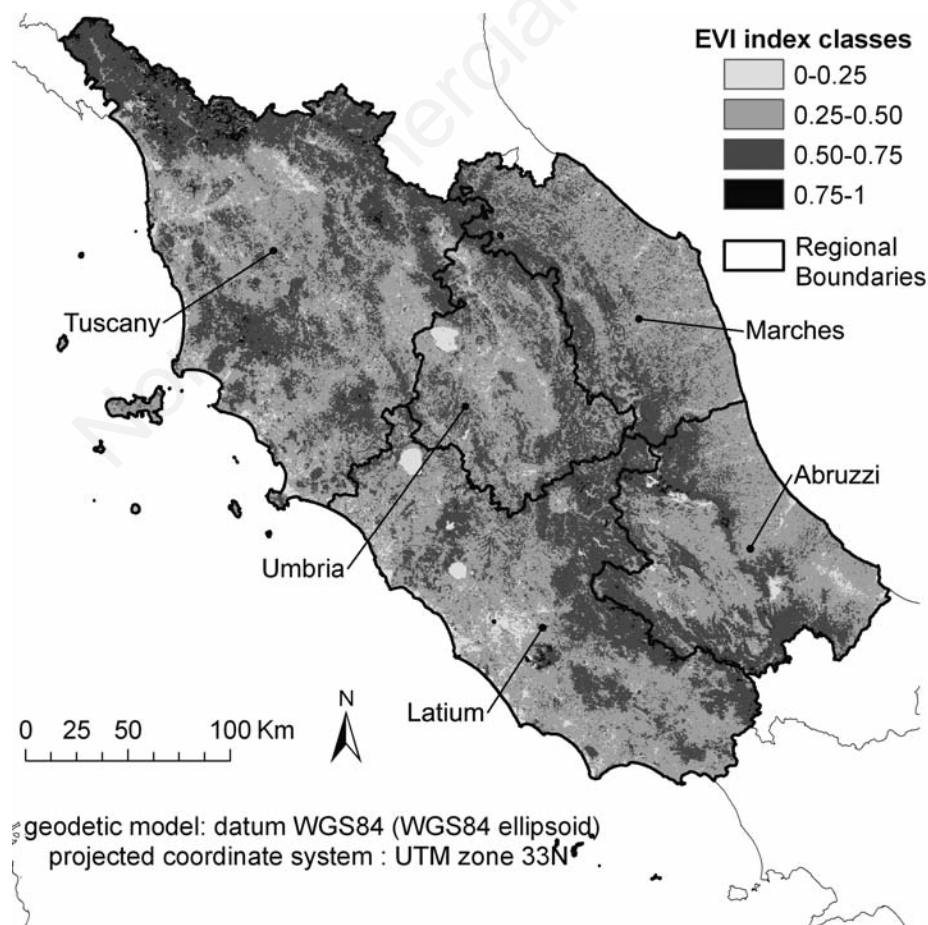 EVI index classes
0-0.25
0.25-0.50
0.50-0.75
0.75-1
Regional
Boundaries
Tuscany
Marches
Abruzzi
Umbria
Latium
N
0 25 50 100 Km
geodetic model: datum WGS84 (WGS84 ellipsoid)
projected coordinate system : UTM zone 33N